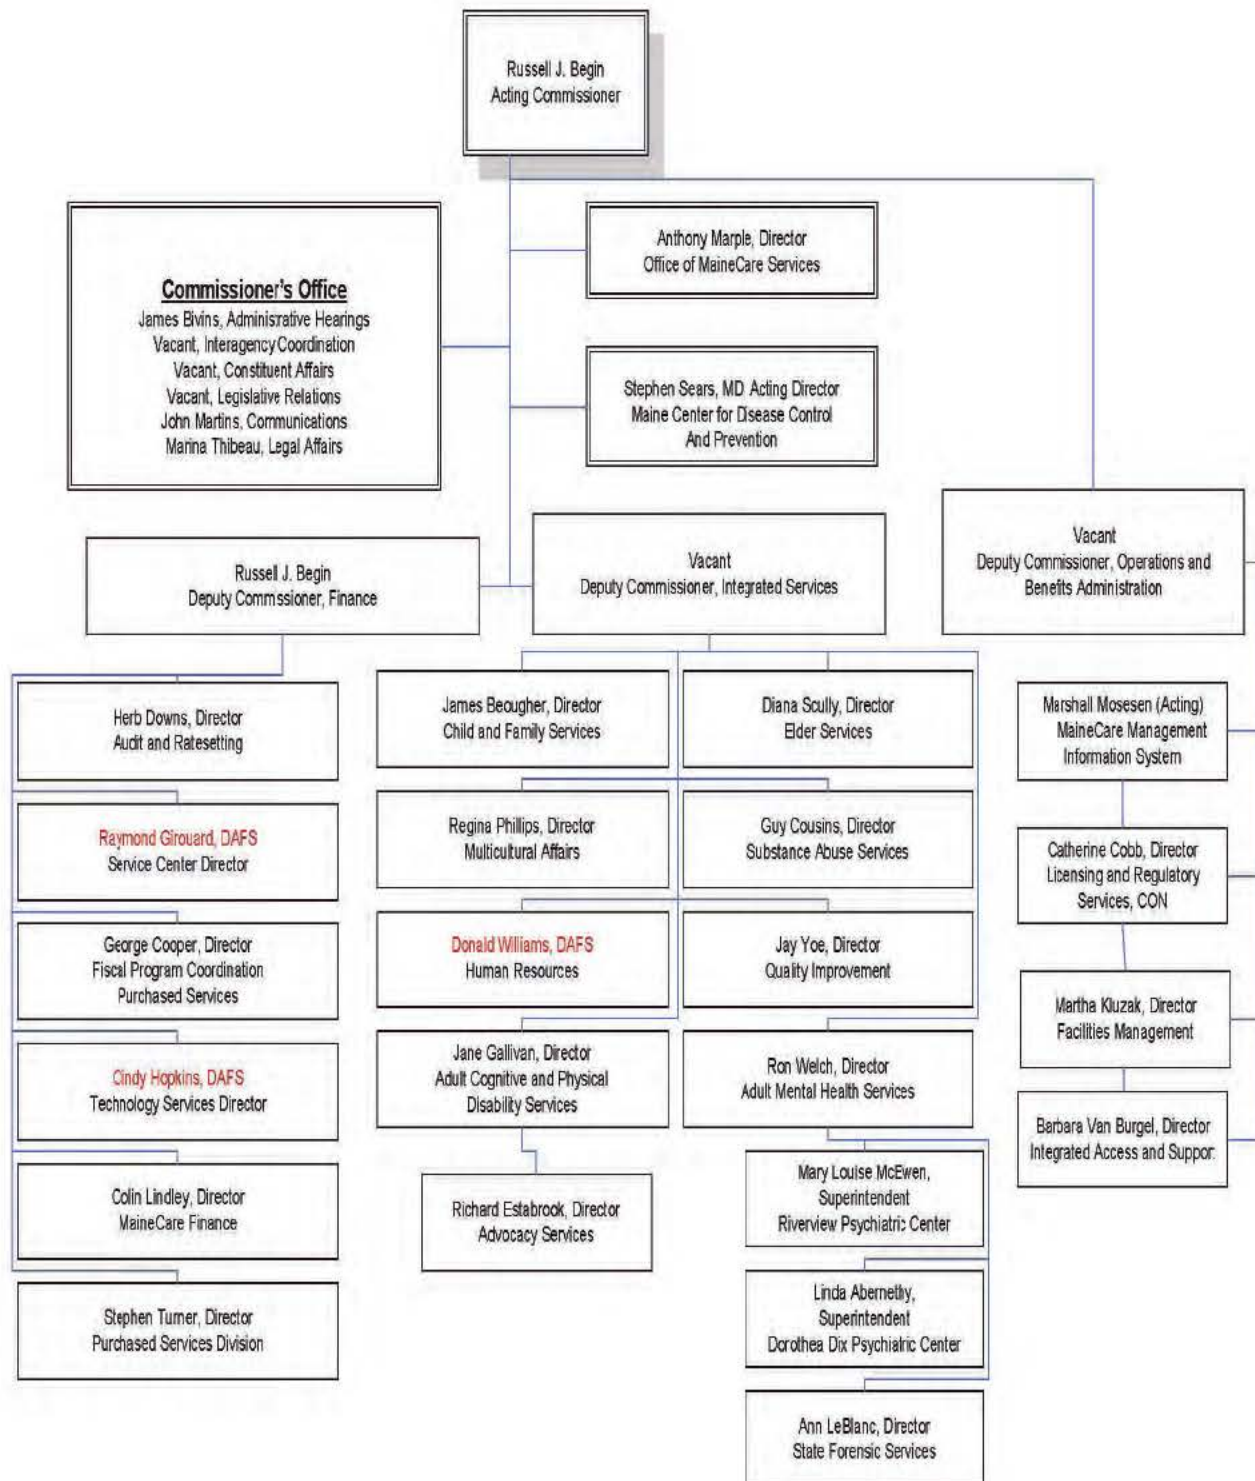 Russell J. Begin
Acting Commissioner
Commissioner's Office
James Bivins, Administrative Hearings
Vacant, Interagency Coordination
Vacant, Constituent Affairs
Vacant, Legislative Relations
John Martins, Communications
Marina Thibeau, Legal Affairs
Anthony Marple, Director
Office of MaineCare Services
Stephen Sears, MD Acting Director
Maine Center for Disease Control
And Prevention
Russell J. Begin
Deputy Commssioner, Finance
Vacant
Deputy Commissioner, Integrated Services
Vacant
Deputy Commissioner, Operations and
Benefits Administration
Herb Downs, Director
Audit and Ratesetting
Raymond Girouard, DAFS
Service Center Director
George Cooper, Director
Fiscal Program Coordination
Purchased Services
Cindy Hopkins, DAFS
Technology Services Director
Colin Lindley, Director
MaineCare Finance
Stephen Turner, Director
Purchased Services Division
James Beougher, Director
Child and Family Services
Diana Scully, Director
Elder Services
Regina Phillips, Director
Multicultural Affairs
Guy Cousins, Director
Substance Abuse Services
Donald Williams, DAFS
Human Resources
Jay Yoe, Director
Quality Improvement
Jane Gallivan, Director
Adult Cognitive and Physical
Disability Services
Ron Welch, Director
Adult Mental Health Services
Richard Estabrook, Director
Advocacy Services
Mary Louise McEwen,
Superintendent
Riverview Psychiatric Center
Linda Abernethy,
Superintendent
Dorothea Dix Psychiatric Center
Ann LeBlanc, Director
State Forensic Services
Marshall Mosesen (Acting)
MaineCare Management
Information System
Catherine Cobb, Director
Licensing and Regulatory
Services, CON
Martha Kluzak, Director
Facilities Management
Barbara Van Burgel, Director
Integrated Access and Support